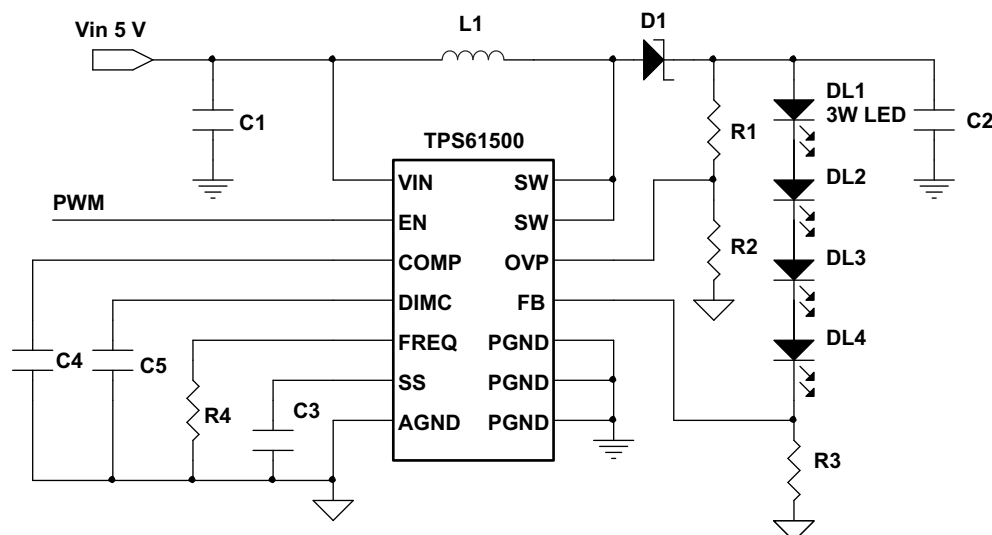 Vin 5 V
L1
D1
C1
TPS61500
R1
DL1
3W LED
C2
VIN
SW
DL2
PWM
EN
SW
R2
COMP
OVP
DL3
DIMC
FB
C4
C5
FREQ
PGND
DL4
R4
C3
SS
PGND
AGND
PGND
R3